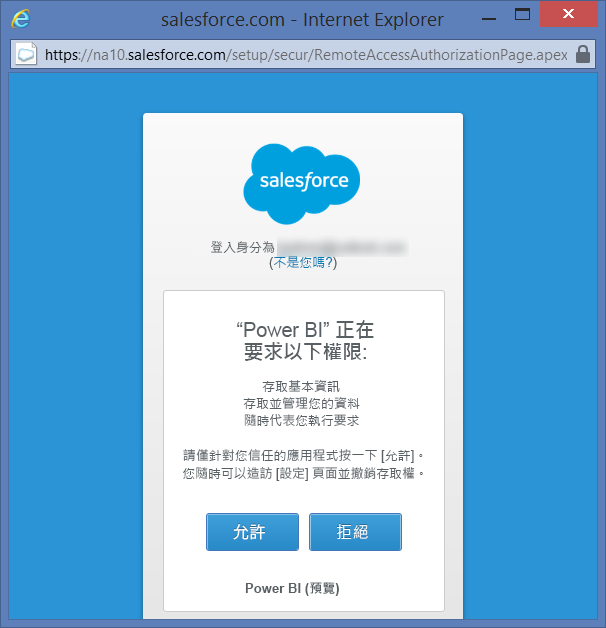 salesforce.com - Internet Explorer
https://na10.salesforce.com/setup/secur/RemoteAccessAuthorizationPage.apex
salesforce
登入身分為
(不是您嗎?)
“Power BI” 正在
要求以下權限:
存取基本資訊
存取並管理您的資料
隨時代表您執行要求
請僅針對您信任的應用程式按一下 [允許]。
您隨時可以造訪 [設定] 頁面並撤銷存取權。
允許
拒絕
Power BI (預覽)